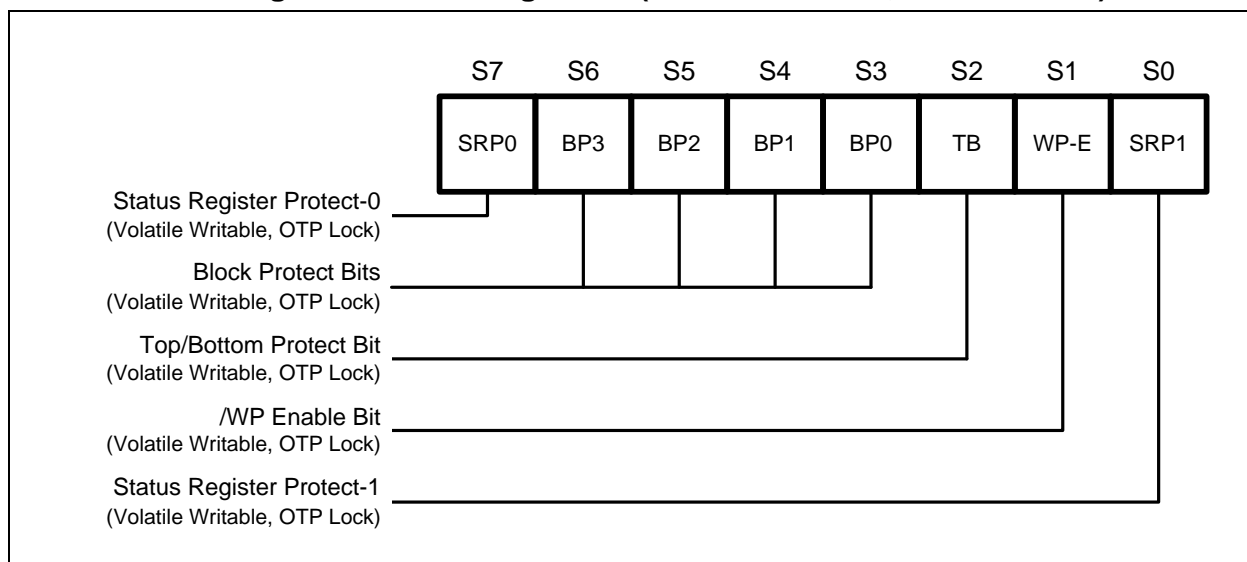 S7 S6 S5 S4 S3 S2 S1 S0
SRP0 BP3 BP2 BP1 BP0 TB WP-E SRP1
Status Register Protect-0
(Volatile Writable, OTP Lock)
Block Protect Bits
(Volatile Writable, OTP Lock)
Top/Bottom Protect Bit
(Volatile Writable, OTP Lock)
/WP Enable Bit
(Volatile Writable, OTP Lock)
Status Register Protect-1
(Volatile Writable, OTP Lock)